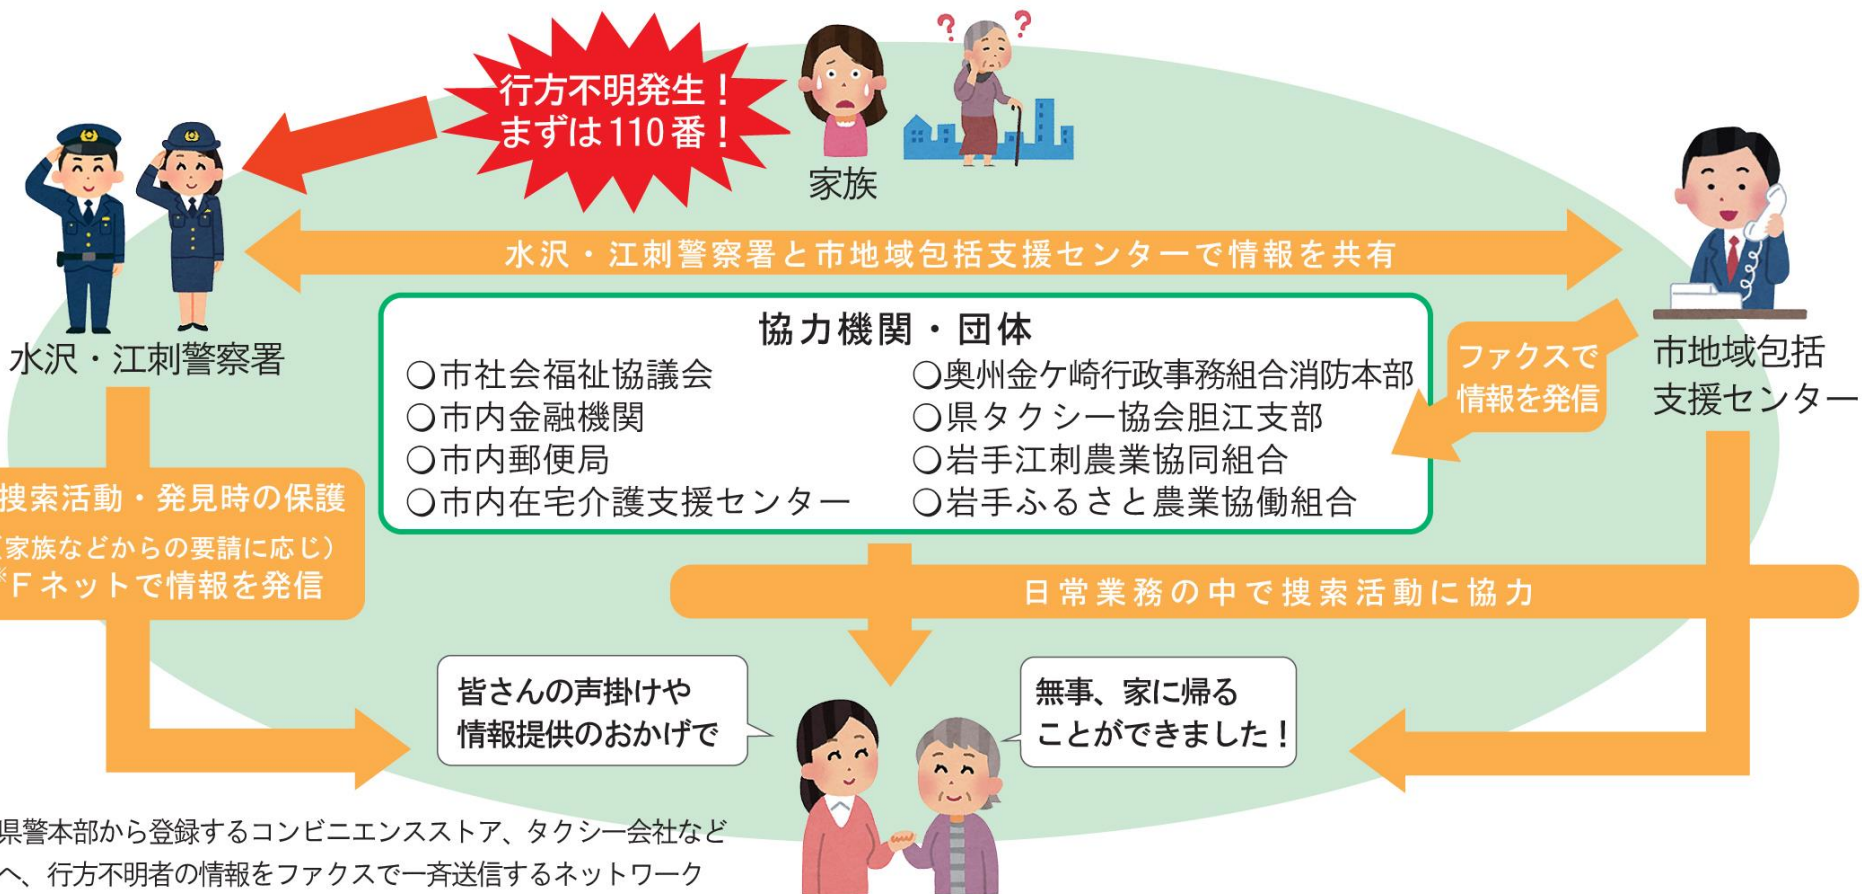 行方不明発生！
まずは110番！
家族
水沢・江刺警察署と市地域包括支援センターで情報を共有
水沢・江刺警察署
市地域包括
支援センター
ファクスで
情報を発信
協力機関・団体
○市社会福祉協議会
○市内金融機関
○市内郵便局
○市内在宅介護支援センター
○奥州金ケ崎行政事務組合消防本部
○県タクシー協会胆江支部
○岩手江刺農業協同組合
○岩手ふるさと農業協働組合
捜索活動・発見時の保護
（家族などからの要請に応じ）
※Fネットで情報を発信
日常業務の中で捜索活動に協力
皆さんの声掛けや
情報提供のおかげで
無事、家に帰る
ことができました！
県警本部から登録するコンビニエンスストア、タクシー会社など
へ、行方不明者の情報をファクスで一斉送信するネットワーク
？ ？